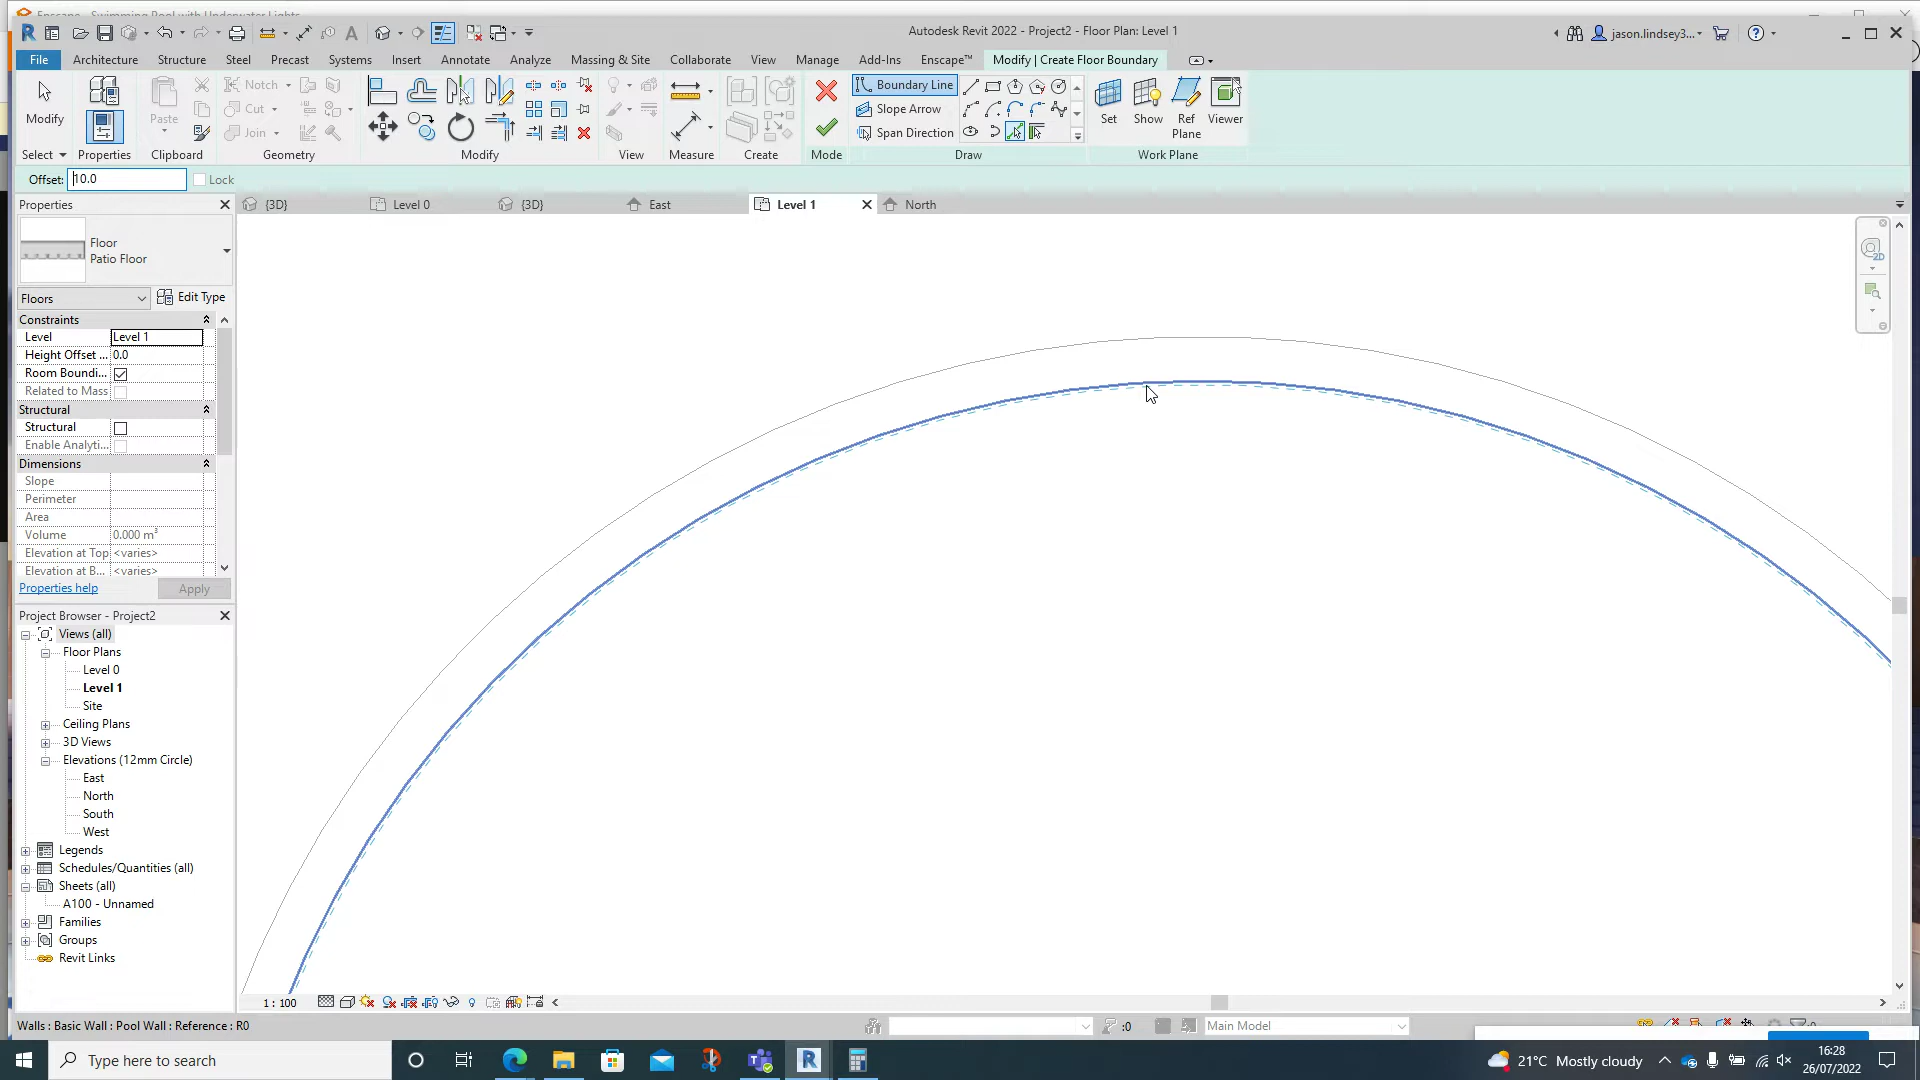 Enscape - Swimming Pool with Underwater Lights
Autodesk Revit 2022 - Project2 - Floor Plan: Level 1
jason.lindsey3...
File Architecture Structure Steel Precast Systems Insert Annotate Analyze Massing & Site Collaborate View Manage Add-Ins Enscape™ Modify | Create Floor Boundary
Modify
Paste
Notch
Cut
Join
Boundary Line
Slope Arrow
Span Direction
Set Show Ref Plane Viewer
Select Properties Clipboard Geometry Modify View Measure Create Mode Draw Work Plane
Offset: 10.0 Lock
Properties
{3D} Level 0 {3D} East Level 1 North
Floor
Patio Floor
Floors Edit Type
Constraints
Level Level 1
Height Offset ... 0.0
Room Boundi...
Related to Mass
Structural
Structural
Enable Analyti...
Dimensions
Slope
Perimeter
Area
Volume 0.000 m³
Elevation at Top <varies>
Elevation at B... <varies>
Properties help Apply
Project Browser - Project2
Views (all)
Floor Plans
Level 0
Level 1
Site
Ceiling Plans
3D Views
Elevations (12mm Circle)
East
North
South
West
Legends
Schedules/Quantities (all)
Sheets (all)
A100 - Unnamed
Families
Groups
Revit Links
2D
1 : 100
Walls : Basic Wall : Pool Wall : Reference : R0
:0
Main Model
Type here to search
21°C Mostly cloudy
16:28
26/07/2022